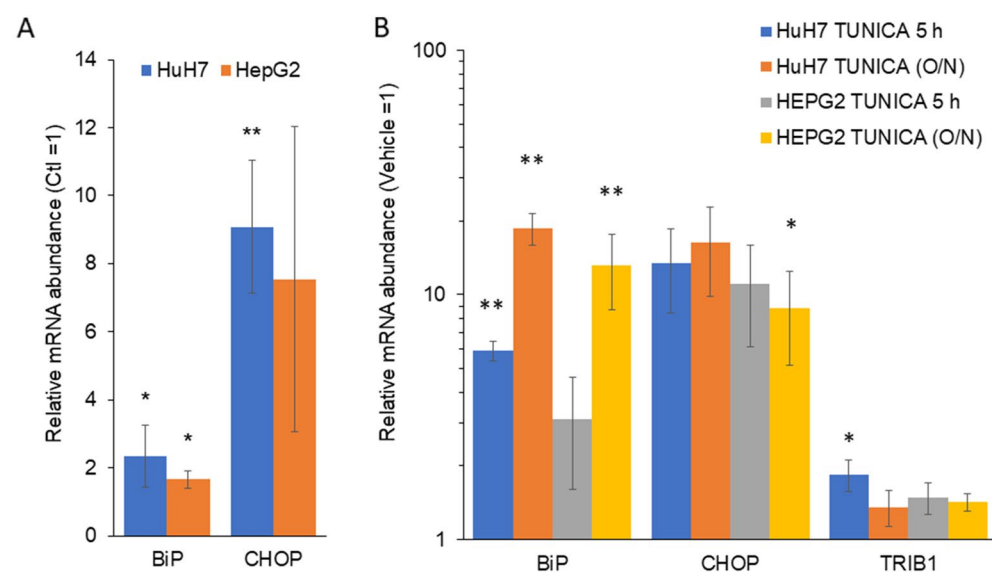 A
Relative mRNA abundance (Ctl =1)
14
12
10
8
6
4
2
0
HuH7
HepG2
*
*
**
BiP
CHOP
B
Relative mRNA abundance (Vehicle =1)
100
10
1
HuH7 TUNICA 5 h
HuH7 TUNICA (O/N)
HEPG2 TUNICA 5 h
HEPG2 TUNICA (O/N)
**
**
**
*
*
BiP
CHOP
TRIB1